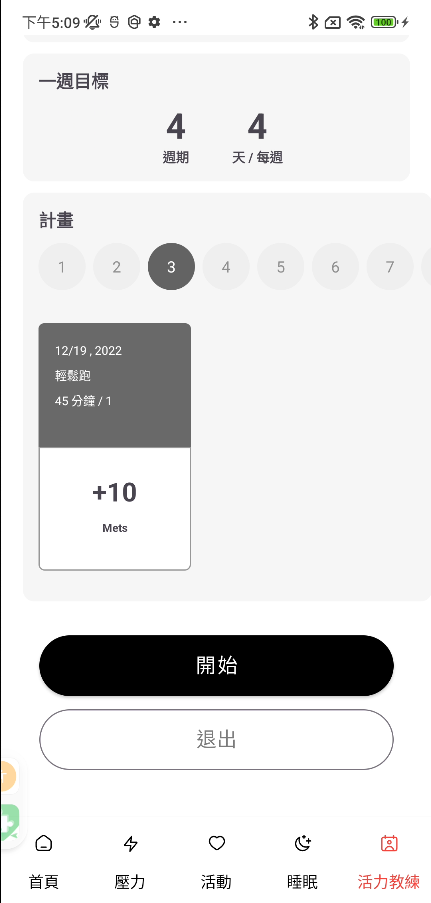 下午5:09
100
一週目標
4 4
週期 天 / 每週
計畫
1 2 3 4 5 6 7
12/19 , 2022
輕鬆跑
45 分鐘 / 1
+10
Mets
開始
退出
首頁 壓力 活動 睡眠 活力教練